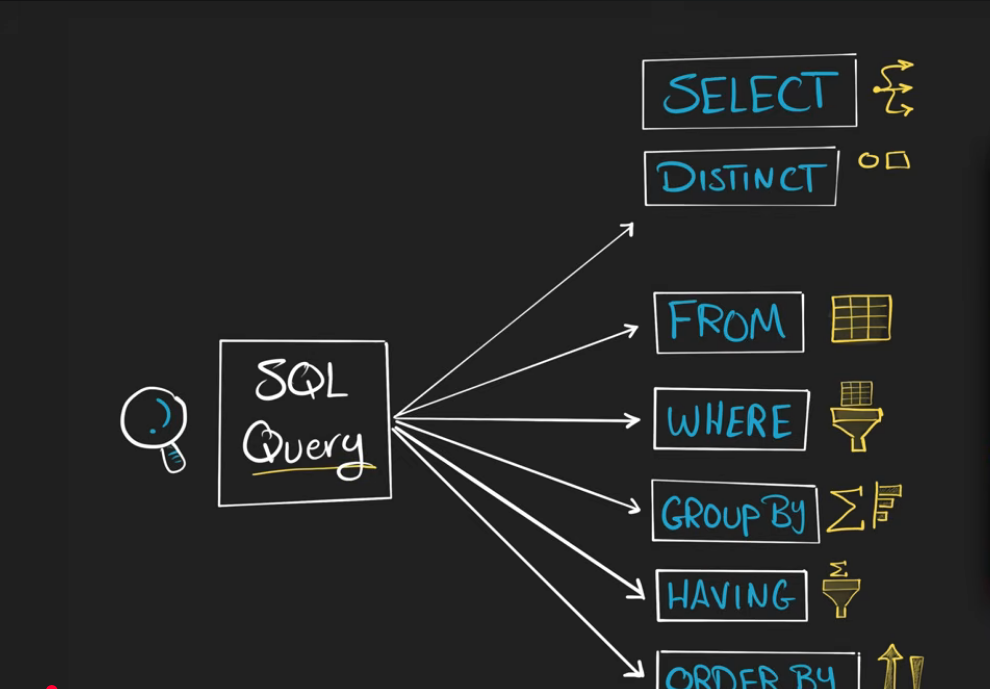 SELECT
DISTINCT
FROM
SQL
Query
WHERE
GROUP BY
Σ
HAVING
Σ
ORDER BY